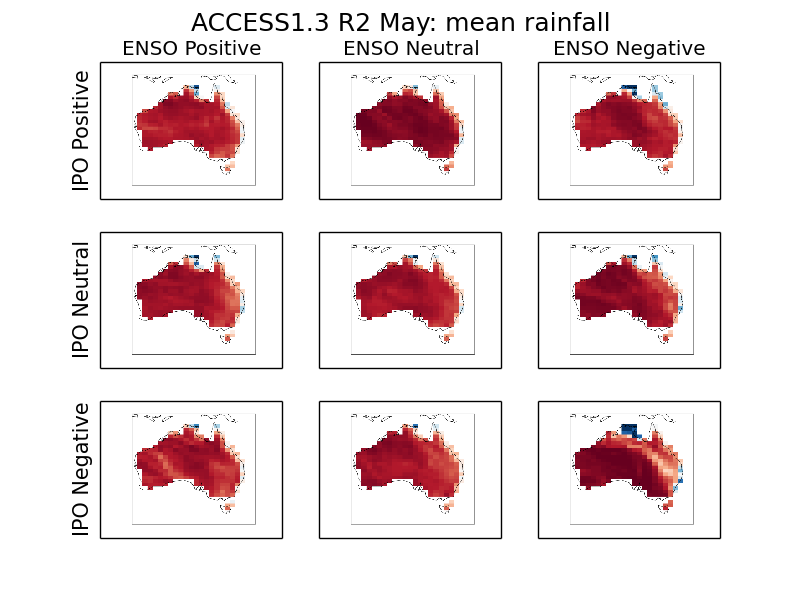 ACCESS1.3 R2 May: mean rainfall
ENSO Positive
ENSO Neutral
ENSO Negative
IPO Positive
IPO Neutral
IPO Negative